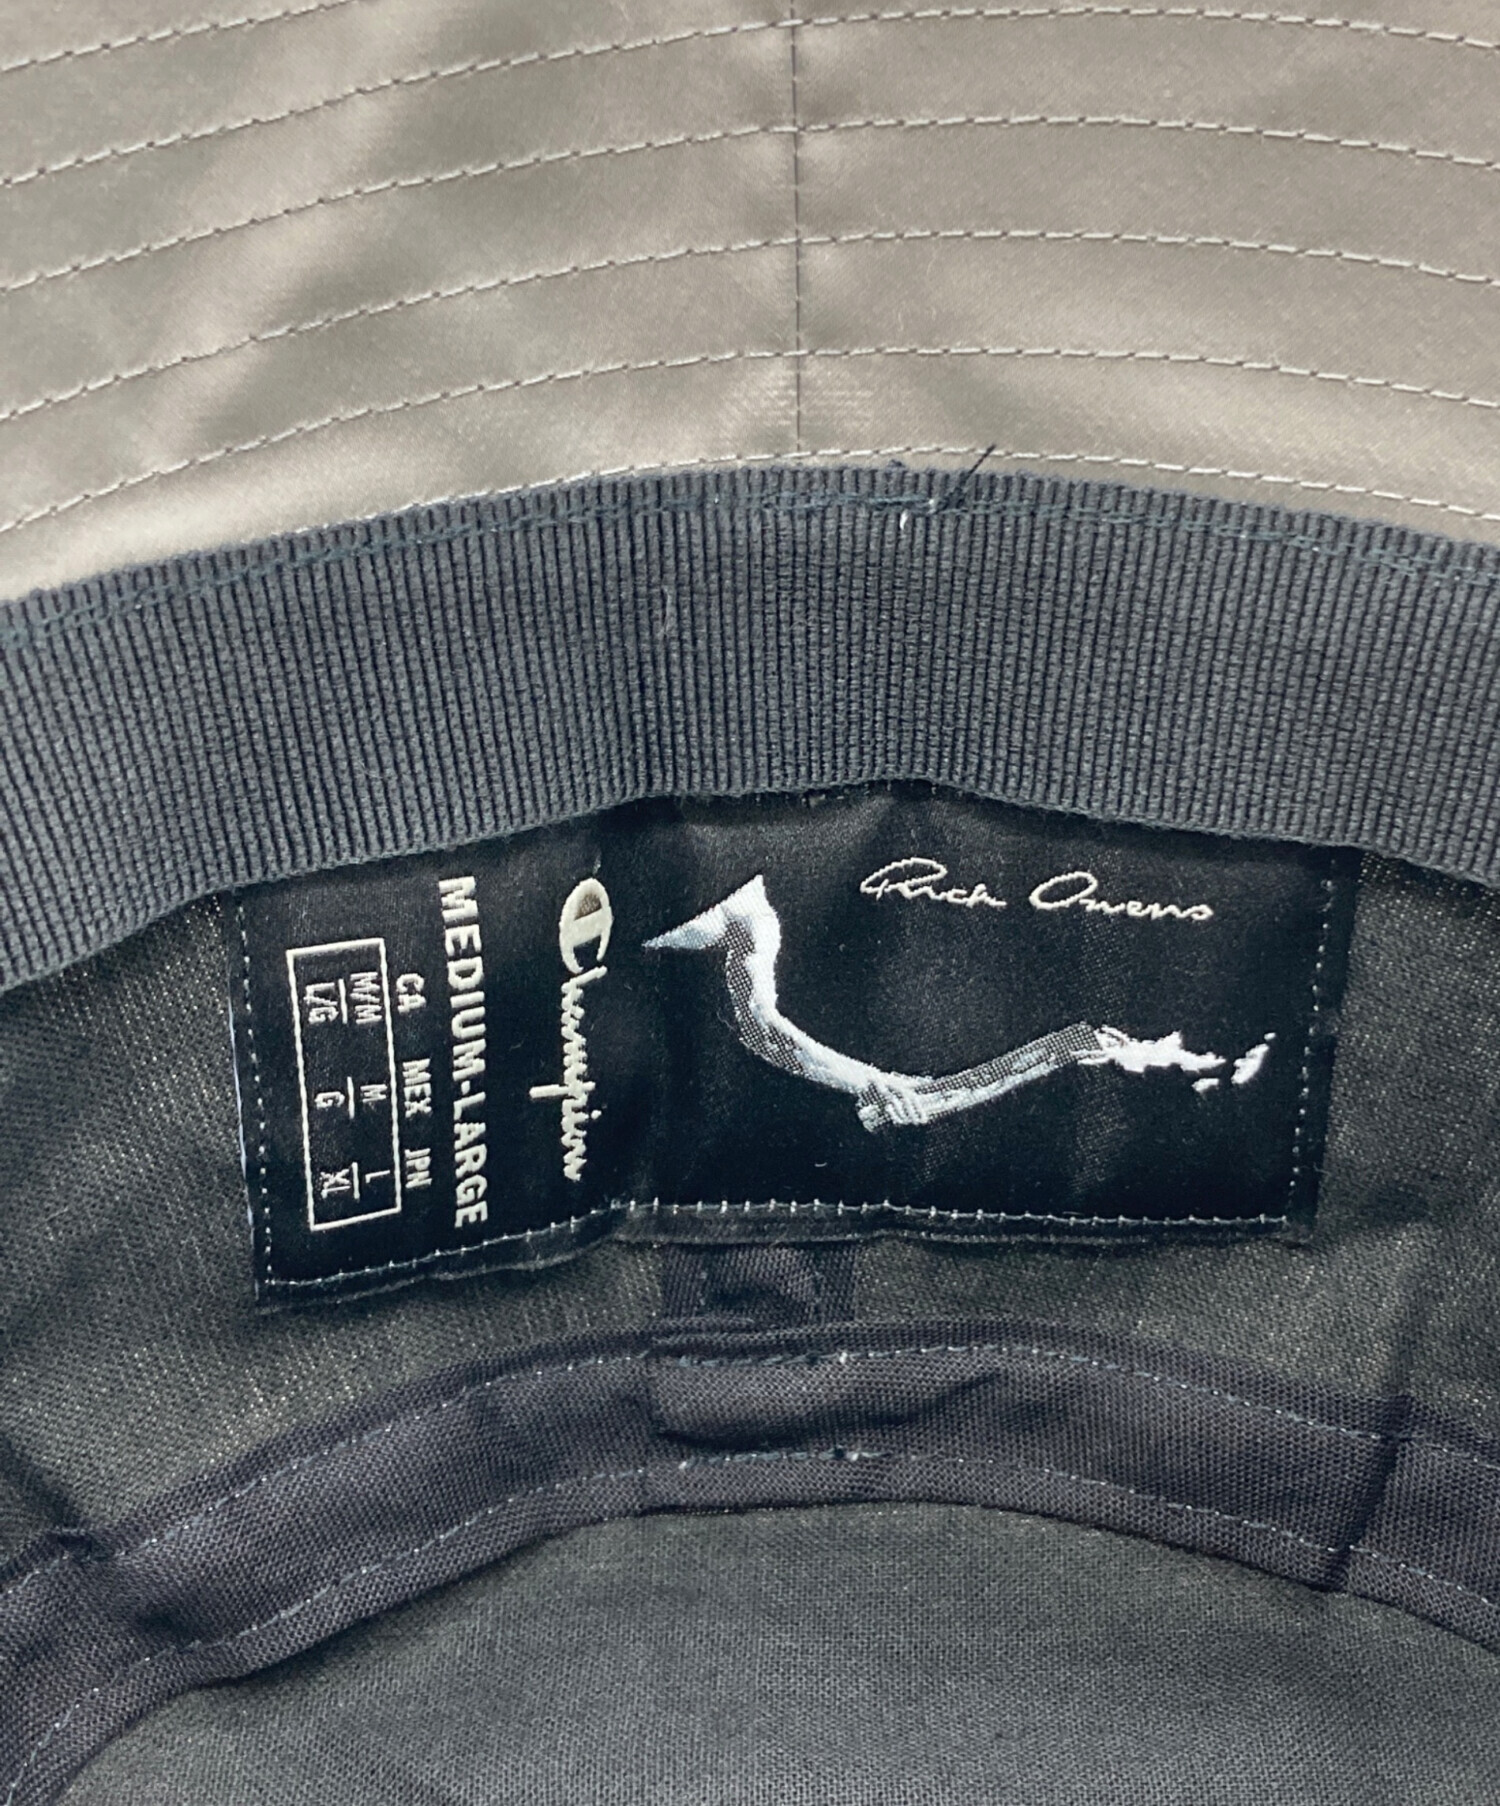 Rick Owens
Champion
MEDIUM-LARGE
CA MEX JPN
M/M M L
L/G G XL